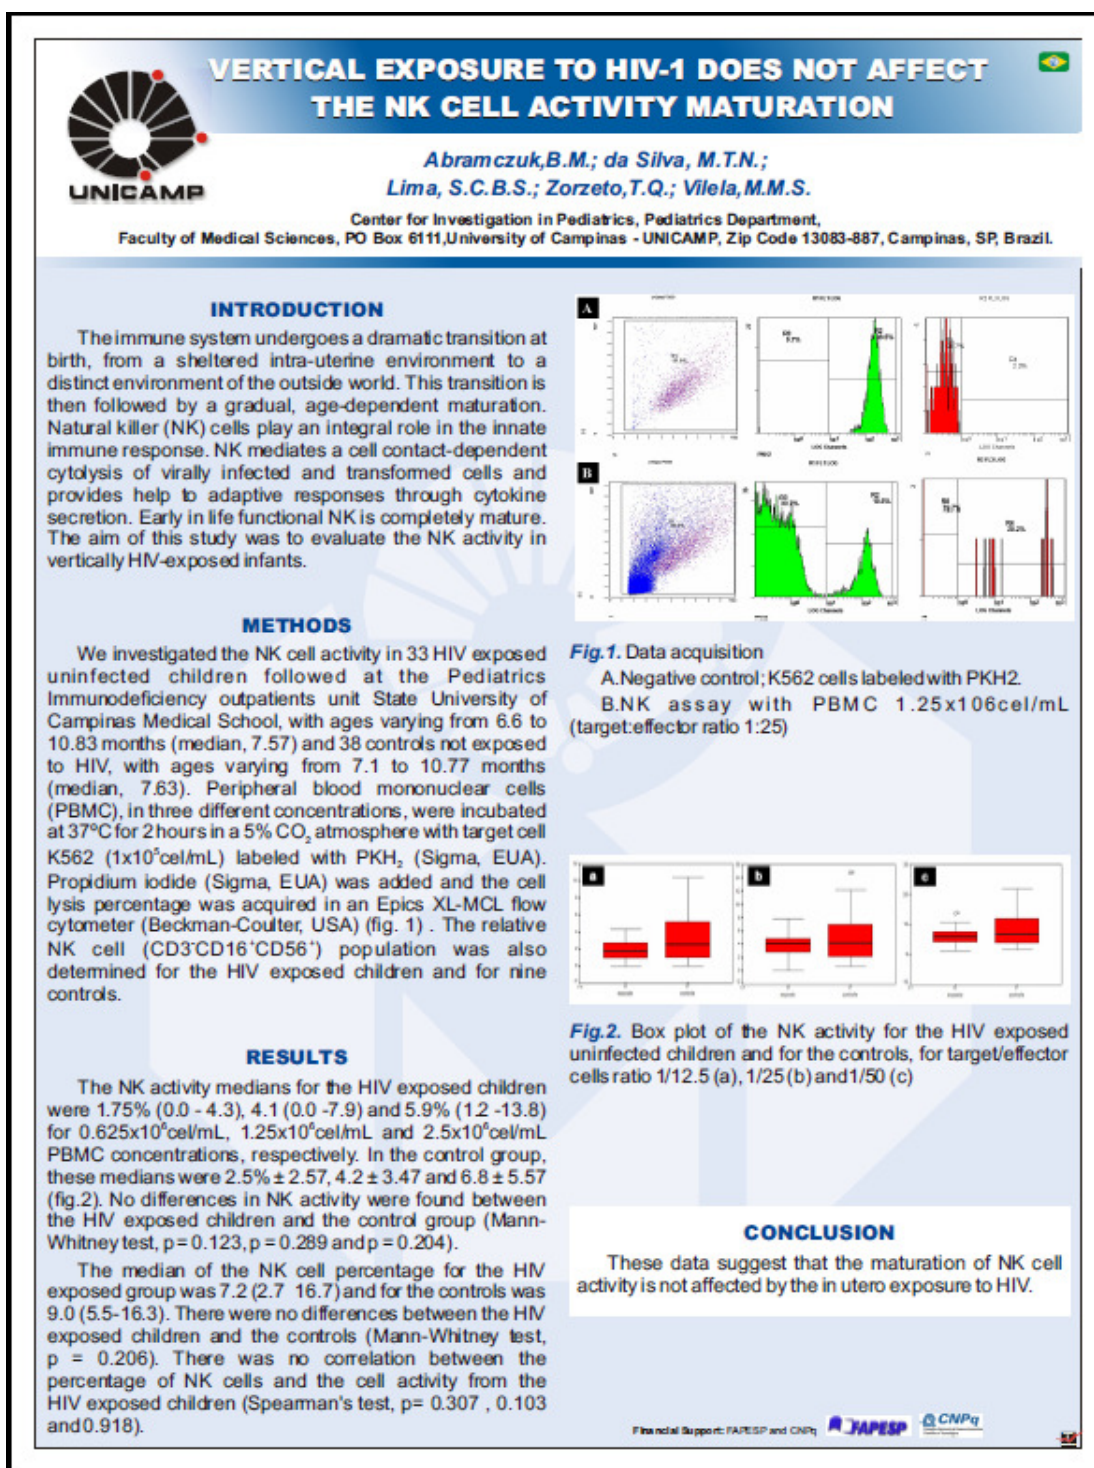 VERTICAL EXPOSURE TO HIV-1 DOES NOT AFFECT
THE NK CELL ACTIVITY MATURATION
UNICAMP
Abramczuk,B.M.; da Silva, M.T.N.;
Lima, S.C.B.S.; Zorzeto,T.Q.; Vilela,M.M.S.
Center for Investigation in Pediatrics, Pediatrics Department,
Faculty of Medical Sciences, PO Box 6111,University of Campinas - UNICAMP, Zip Code 13083-887, Campinas, SP, Brazil.
INTRODUCTION
The immune system undergoes a dramatic transition at
birth, from a sheltered intra-uterine environment to a
distinct environment of the outside world. This transition is
then followed by a gradual, age-dependent maturation.
Natural killer (NK) cells play an integral role in the innate
immune response. NK mediates a cell contact-dependent
cytolysis of virally infected and transformed cells and
provides help to adaptive responses through cytokine
secretion. Early in life functional NK is completely mature.
The aim of this study was to evaluate the NK activity in
vertically HIV-exposed infants.
METHODS
We investigated the NK cell activity in 33 HIV exposed
uninfected children followed at the Pediatrics
Immunodeficiency outpatients unit State University of
Campinas Medical School, with ages varying from 6.6 to
10.83 months (median, 7.57) and 38 controls not exposed
to HIV, with ages varying from 7.1 to 10.77 months
(median, 7.63). Peripheral blood mononuclear cells
(PBMC), in three different concentrations, were incubated
at 37ºC for 2 hours in a 5% CO₂ atmosphere with target cell
K562 (1x10⁵cel/mL) labeled with PKH₂ (Sigma, EUA).
Propidium iodide (Sigma, EUA) was added and the cell
lysis percentage was acquired in an Epics XL-MCL flow
cytometer (Beckman-Coulter, USA) (fig. 1) . The relative
NK cell (CD3⁻CD16⁺CD56⁺) population was also
determined for the HIV exposed children and for nine
controls.
RESULTS
The NK activity medians for the HIV exposed children
were 1.75% (0.0 - 4.3), 4.1 (0.0 -7.9) and 5.9% (1.2 -13.8)
for 0.625x10⁶cel/mL, 1.25x10⁶cel/mL and 2.5x10⁶cel/mL
PBMC concentrations, respectively. In the control group,
these medians were 2.5% ± 2.57, 4.2 ± 3.47 and 6.8 ± 5.57
(fig.2). No differences in NK activity were found between
the HIV exposed children and the control group (Mann-
Whitney test, p = 0.123, p = 0.289 and p = 0.204).
The median of the NK cell percentage for the HIV
exposed group was 7.2 (2.7 16.7) and for the controls was
9.0 (5.5-16.3). There were no differences between the HIV
exposed children and the controls (Mann-Whitney test,
p = 0.206). There was no correlation between the
percentage of NK cells and the cell activity from the
HIV exposed children (Spearman's test, p= 0.307 , 0.103
and 0.918).
A
B
Fig.1. Data acquisition
A.Negative control; K562 cells labeled with PKH2.
B.NK assay with PBMC 1.25x106cel/mL
(target:effector ratio 1:25)
a
b
c
Fig.2. Box plot of the NK activity for the HIV exposed
uninfected children and for the controls, for target/effector
cells ratio 1/12.5 (a), 1/25 (b) and 1/50 (c)
CONCLUSION
These data suggest that the maturation of NK cell
activity is not affected by the in utero exposure to HIV.
Financial Support: FAPESP and CNPq
FAPESP
CNPq